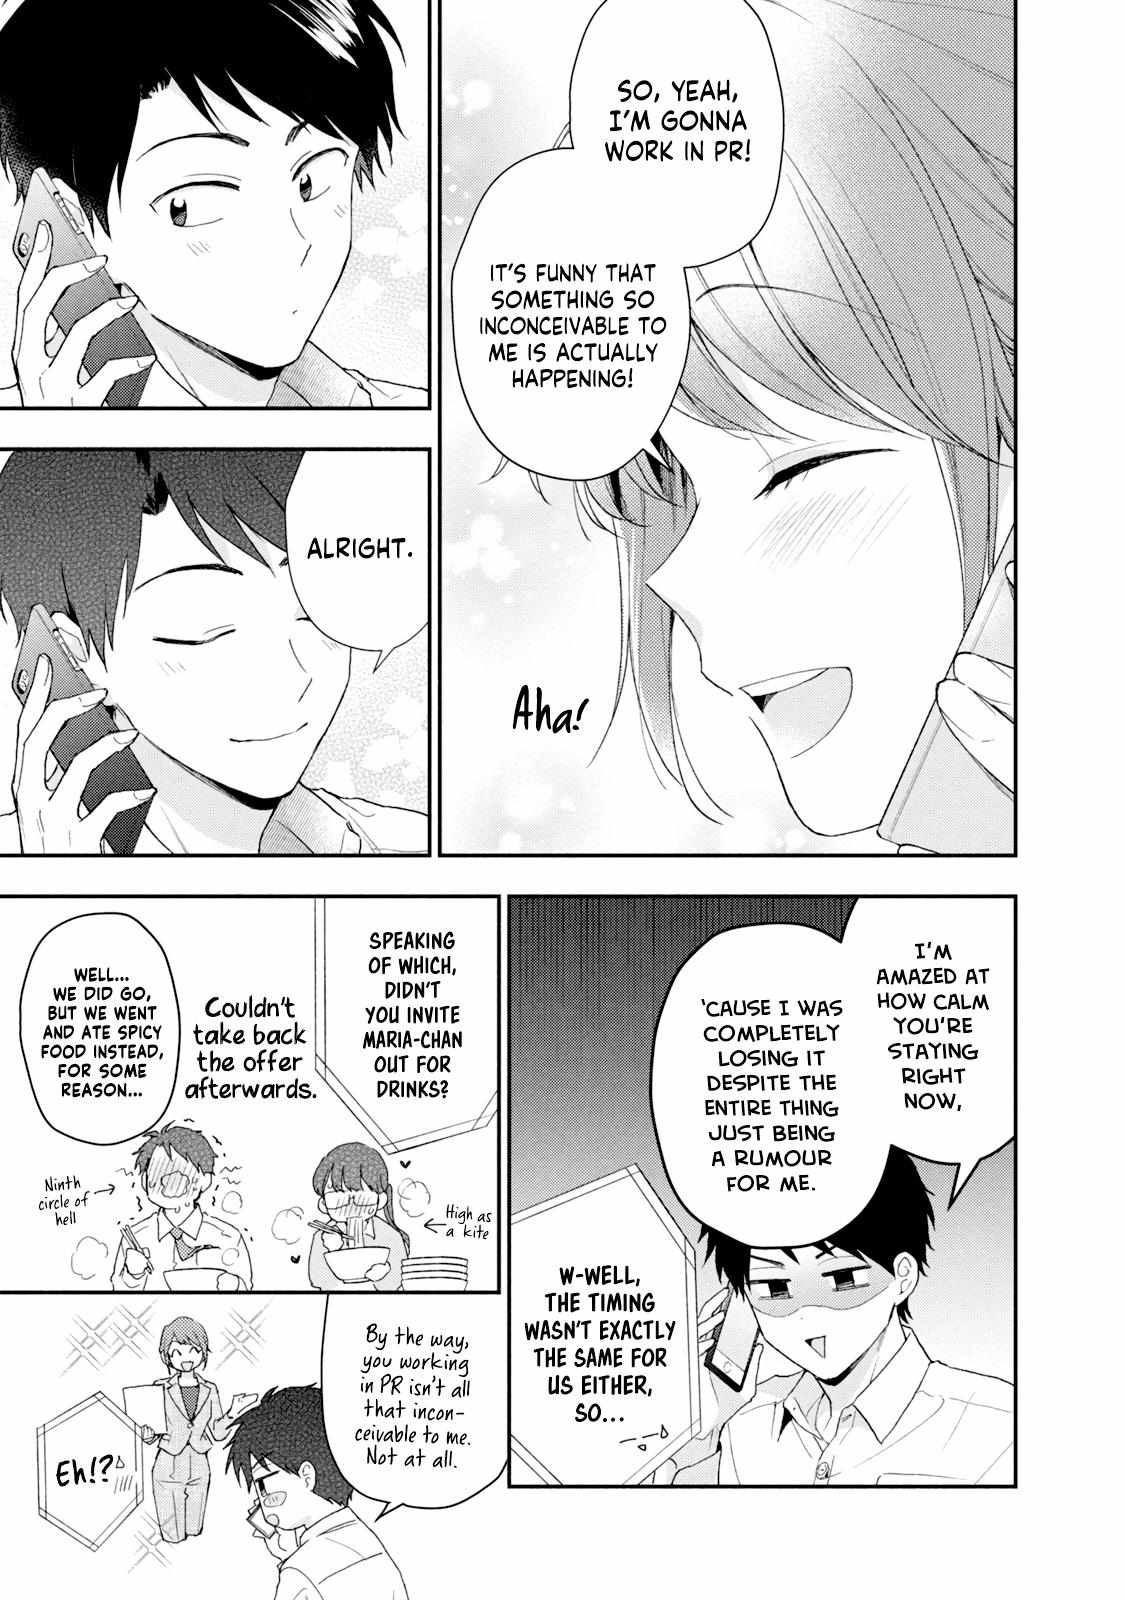 SO, YEAH,
I'M GONNA
WORK IN PR!
IT'S FUNNY THAT
SOMETHING SO
INCONCEIVABLE TO
ME IS ACTUALLY
HAPPENING!
Aha!
ALRIGHT.
I'M
AMAZED AT
HOW CALM
YOU'RE
STAYING
RIGHT
NOW,
'CAUSE I WAS
COMPLETELY
LOSING IT
DESPITE THE
ENTIRE THING
JUST BEING
A RUMOUR
FOR ME.
W-WELL,
THE TIMING
WASN'T EXACTLY
THE SAME FOR
US EITHER,
SO...
SPEAKING
OF WHICH,
DIDN'T
YOU INVITE
MARIA-CHAN
OUT FOR
DRINKS?
Couldn't
take back
the offer
afterwards.
WELL...
WE DID GO,
BUT WE WENT
AND ATE SPICY
FOOD INSTEAD,
FOR SOME
REASON...
High as
a kite
Ninth
circle of
hell
By the way,
you working
in PR isn't all
that incon-
ceivable to me.
Not at all.
Eh!?